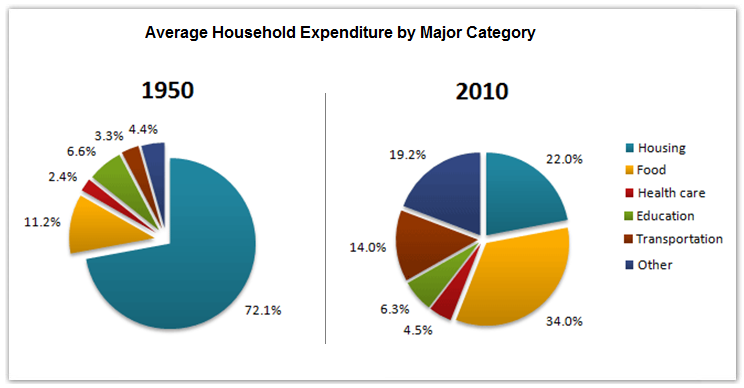 Average Household Expenditure by Major Category
1950
4.4%
3.3%
6.6%
2.4%
11.2%
72.1%
2010
19.2%
22.0%
14.0%
6.3%
4.5%
34.0%
Housing
Food
Health care
Education
Transportation
Other